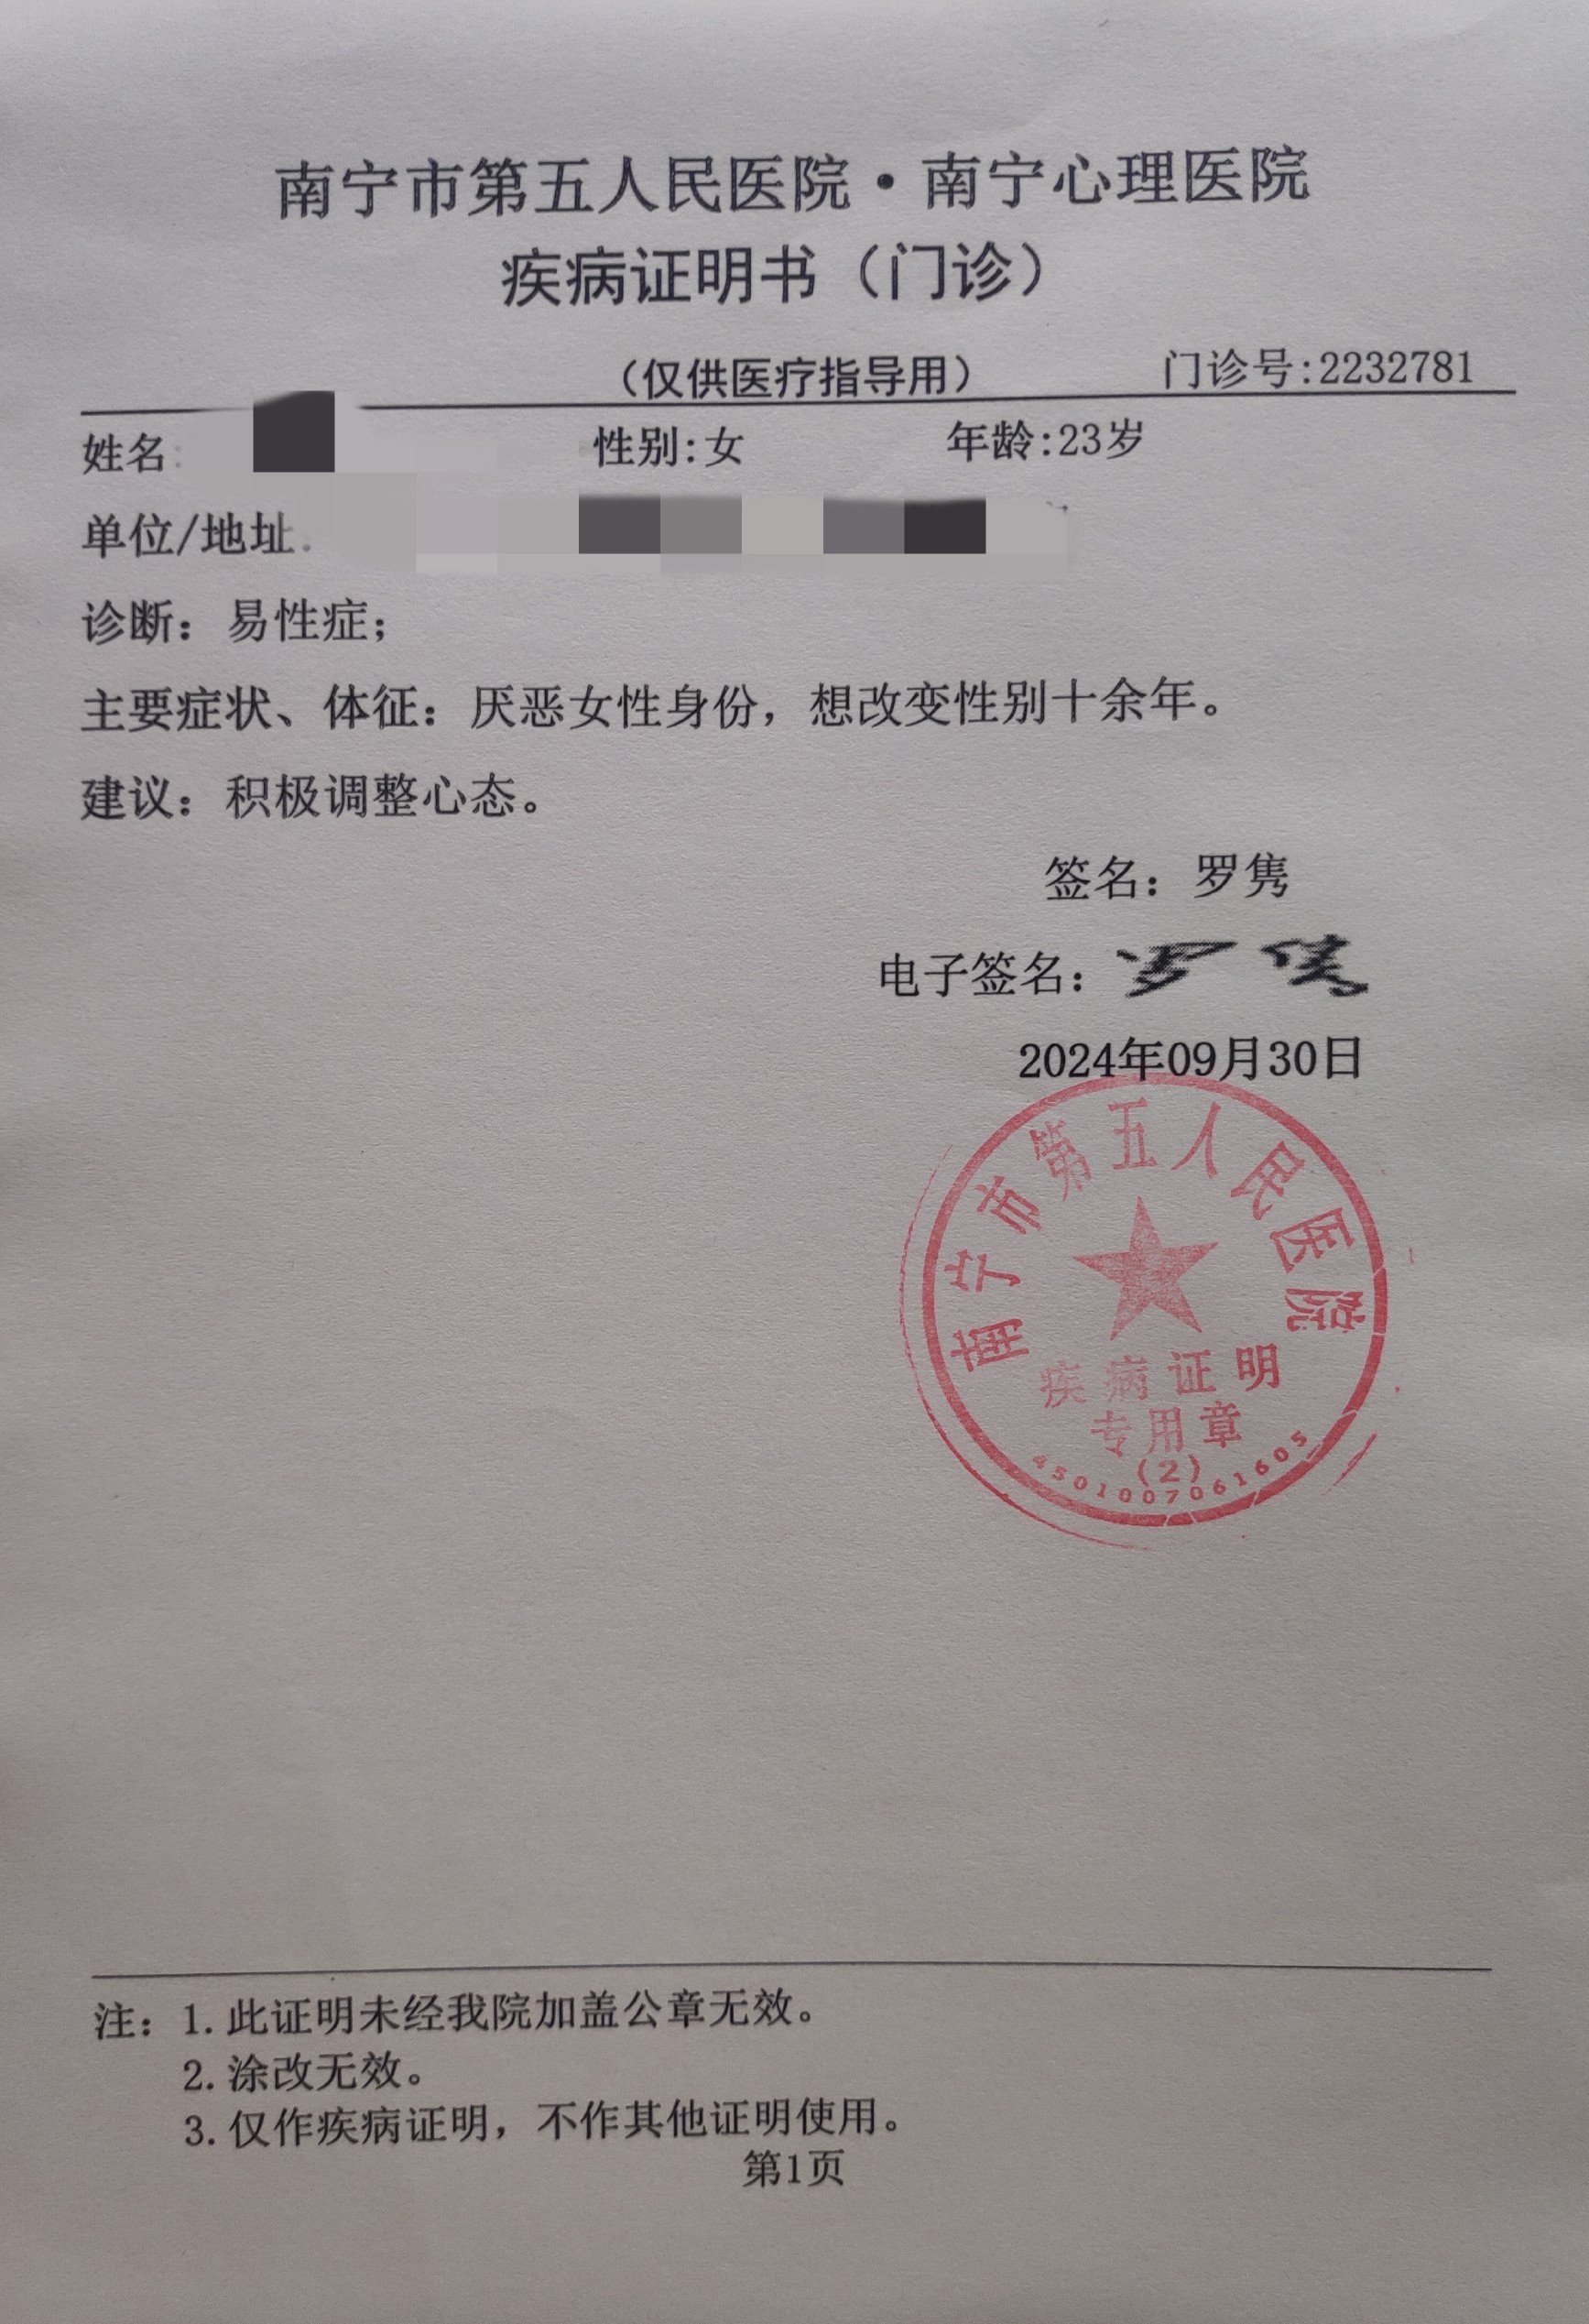 南宁市第五人民医院·南宁心理医院
疾病证明书（门诊）
（仅供医疗指导用） 门诊号:2232781
姓名: 性别:女 年龄:23岁
单位/地址:
诊断：易性症;
主要症状、体征：厌恶女性身份，想改变性别十余年。
建议：积极调整心态。
签名：罗隽
电子签名：罗隽
2024年09月30日
南宁市第五人民医院
疾病证明
专用章
(2)
4501007061605
注：1.此证明未经我院加盖公章无效。
2.涂改无效。
3.仅作疾病证明，不作其他证明使用。
第1页